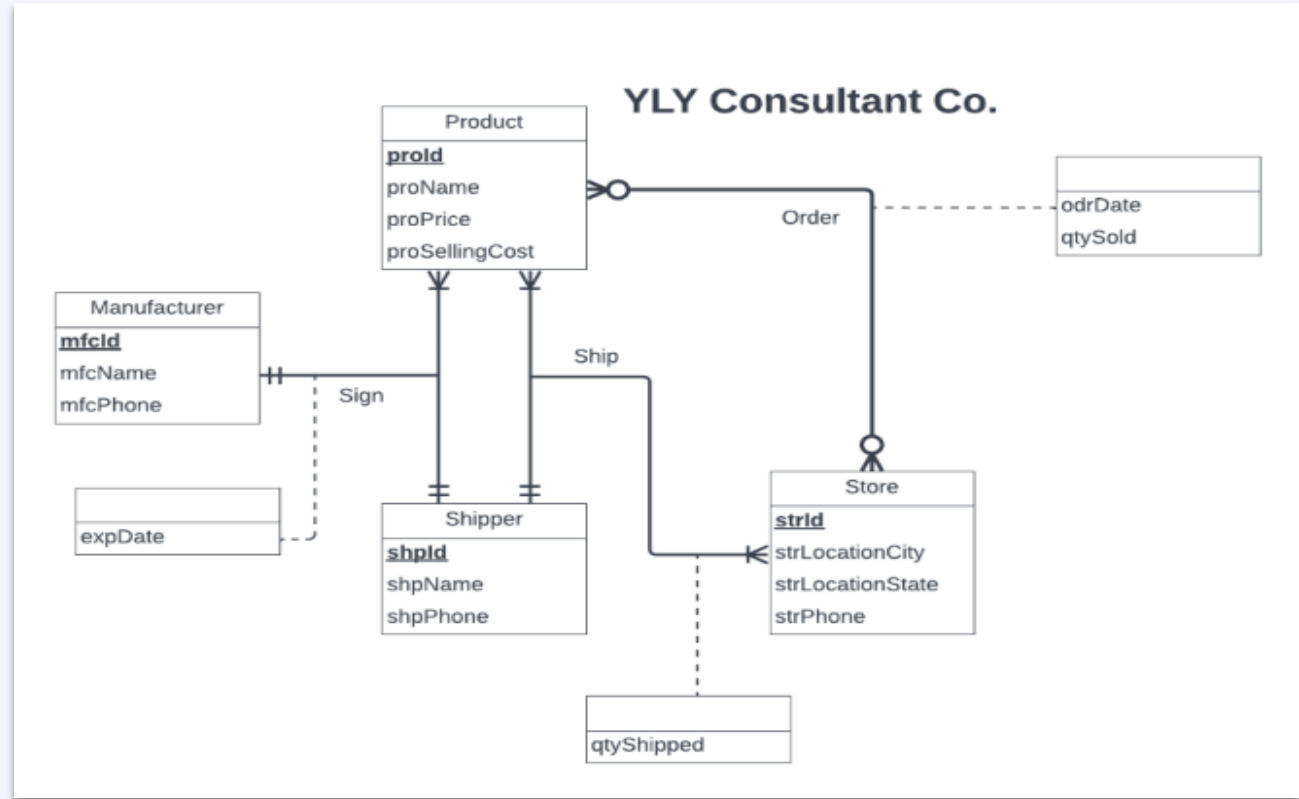 YLY Consultant Co.
Product
proId
proName
proPrice
proSellingCost
Order
odrDate
qtySold
Manufacturer
mfcId
mfcName
mfcPhone
Sign
Ship
expDate
Shipper
shpId
shpName
shpPhone
Store
strId
strLocationCity
strLocationState
strPhone
qtyShipped